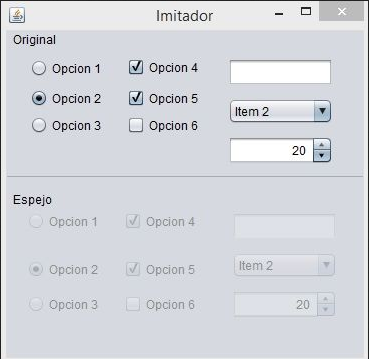 Imitador
Original
Opcion 1
Opcion 4
Opcion 2
Opcion 5
Item 2
Opcion 3
Opcion 6
20
Espejo
Opcion 1
Opcion 4
Opcion 2
Opcion 5
Item 2
Opcion 3
Opcion 6
20